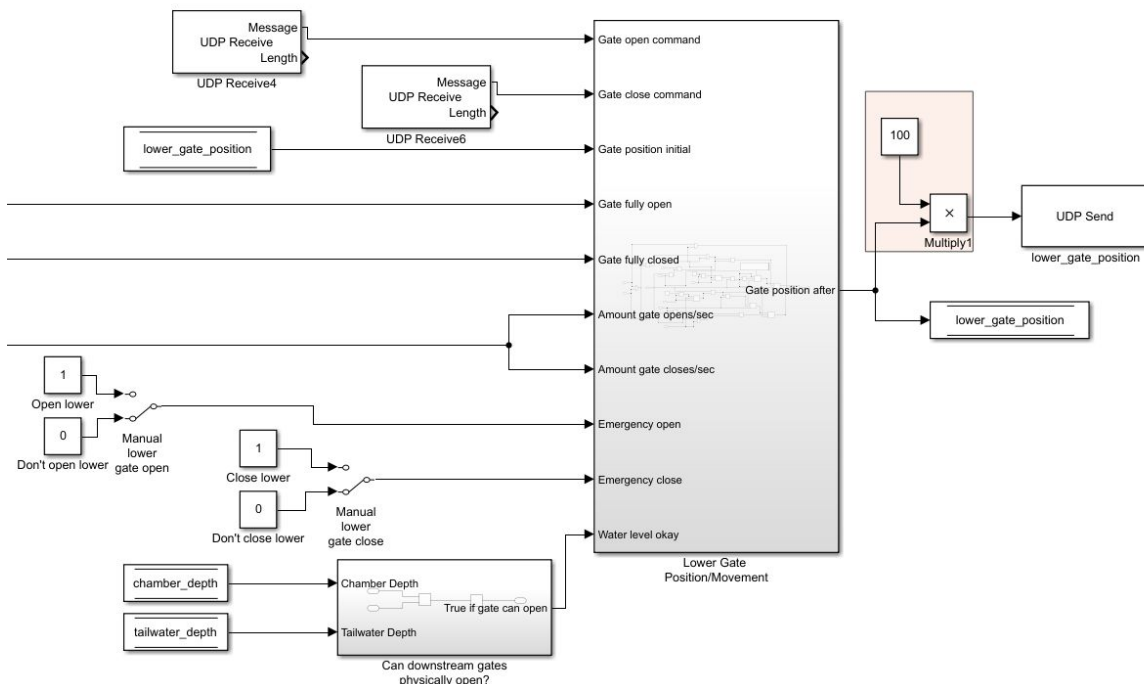 Message
UDP Receive
Length
UDP Receive4
Message
UDP Receive
Length
UDP Receive6
lower_gate_position
1
Open lower
0
Don't open lower
Manual
lower
gate open
1
Close lower
0
Don't close lower
Manual
lower
gate close
chamber_depth
tailwater_depth
Chamber Depth
True if gate can open
Tailwater Depth
Can downstream gates
physically open?
Gate open command
Gate close command
Gate position initial
Gate fully open
Gate fully closed
Gate position after
Amount gate opens/sec
Amount gate closes/sec
Emergency open
Emergency close
Water level okay
Lower Gate
Position/Movement
100
×
Multiply1
UDP Send
lower_gate_position
lower_gate_position